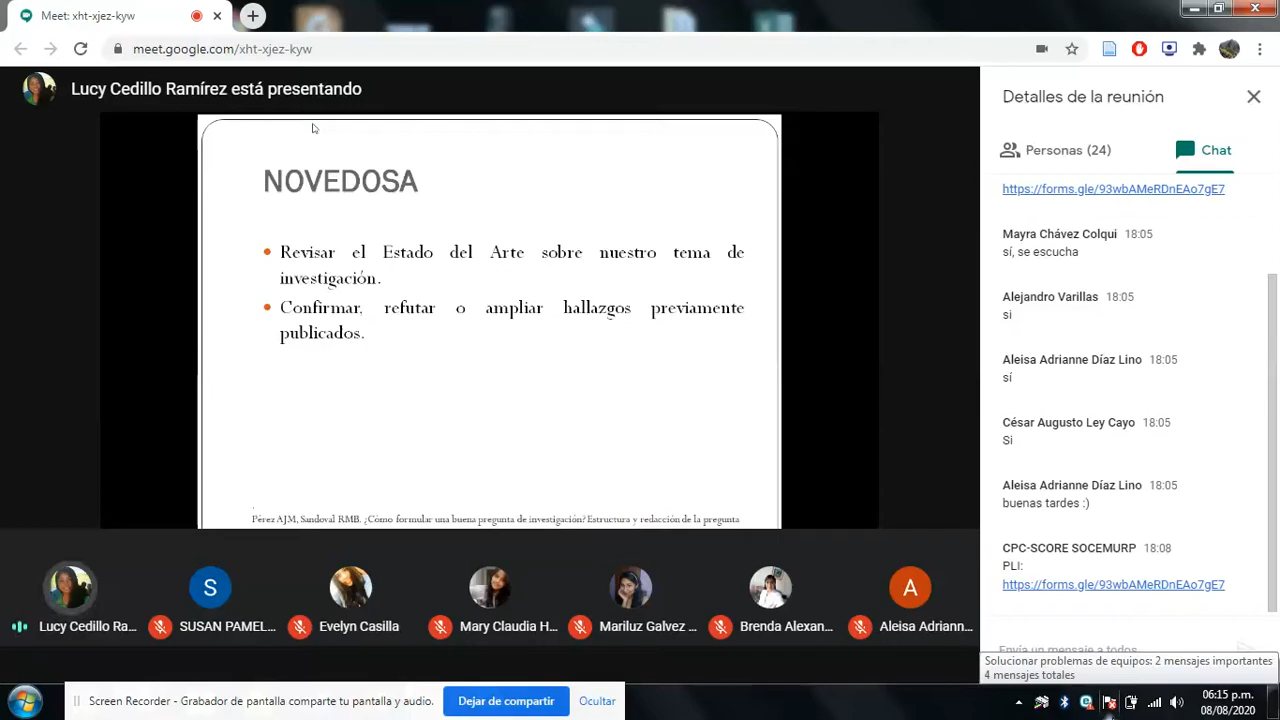 Meet: xht-xjez-kyw
meet.google.com/xht-xjez-kyw
Lucy Cedillo Ramírez está presentando
NOVEDOSA
Revisar el Estado del Arte sobre nuestro tema de
investigación.
Confirmar, refutar o ampliar hallazgos previamente
publicados.
Pérez AJM, Sandoval RMB. ¿Cómo formular una buena pregunta de investigación? Estructura y redacción de la pregunta
Detalles de la reunión
Personas (24)
Chat
https://forms.gle/93wbAMeRDnEAo7gE7
Mayra Chávez Colqui 18:05
sí, se escucha
Alejandro Varillas 18:05
si
Aleisa Adrianne Díaz Lino 18:05
sí
César Augusto Ley Cayo 18:05
Si
Aleisa Adrianne Díaz Lino 18:05
buenas tardes :)
CPC-SCORE SOCEMURP 18:08
PLI:
https://forms.gle/93wbAMeRDnEAo7gE7
Envía un mensaje a todos
Solucionar problemas de equipos: 2 mensajes importantes
4 mensajes totales
S
A
Lucy Cedillo Ra...
SUSAN PAMEL...
Evelyn Casilla
Mary Claudia H...
Mariluz Galvez ...
Brenda Alexan...
Aleisa Adriann...
Screen Recorder - Grabador de pantalla comparte tu pantalla y audio.
Dejar de compartir
Ocultar
06:15 p.m.
08/08/2020